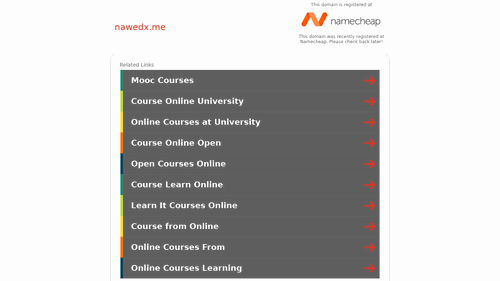 This domain is registered at
nawedx.me
namecheap
This domain was recently registered at
Namecheap. Please check back later!
Related Links
Mooc Courses
Course Online University
Online Courses at University
Course Online Open
Open Courses Online
Course Learn Online
Learn It Courses Online
Course from Online
Online Courses From
Online Courses Learning